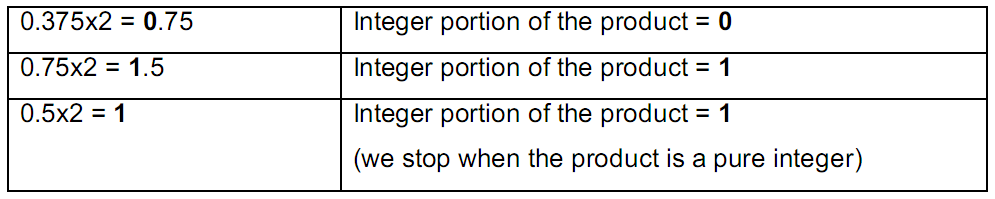 0.375x2 = 0.75 Integer portion of the product = 0
0.75x2 = 1.5 Integer portion of the product = 1
0.5x2 = 1 Integer portion of the product = 1
(we stop when the product is a pure integer)